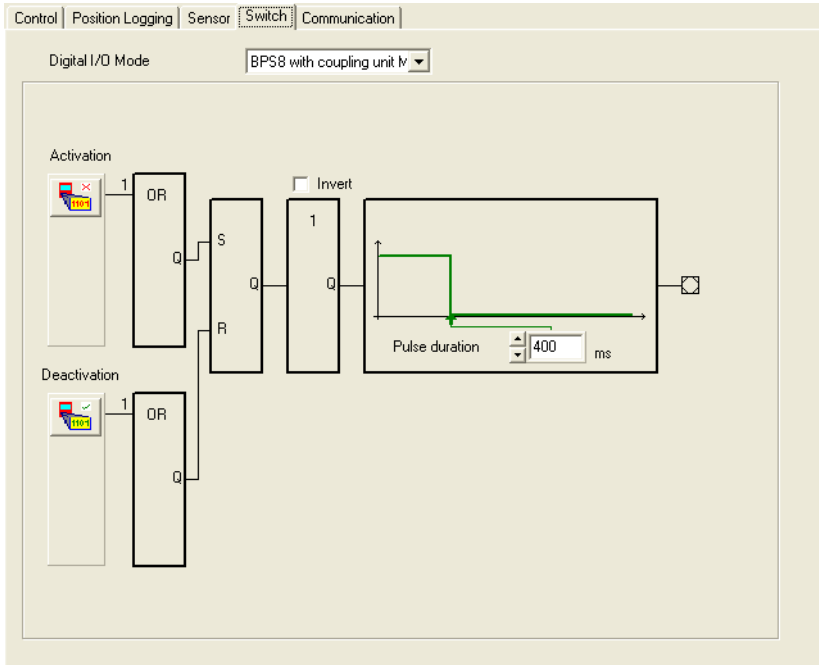 Control Position Logging Sensor Switch Communication
Digital I/O Mode BPS8 with coupling unit M
Activation
1
OR
Invert
1
S
Q
Q
Q
R
Pulse duration 400 ms
Deactivation
1
OR
Q